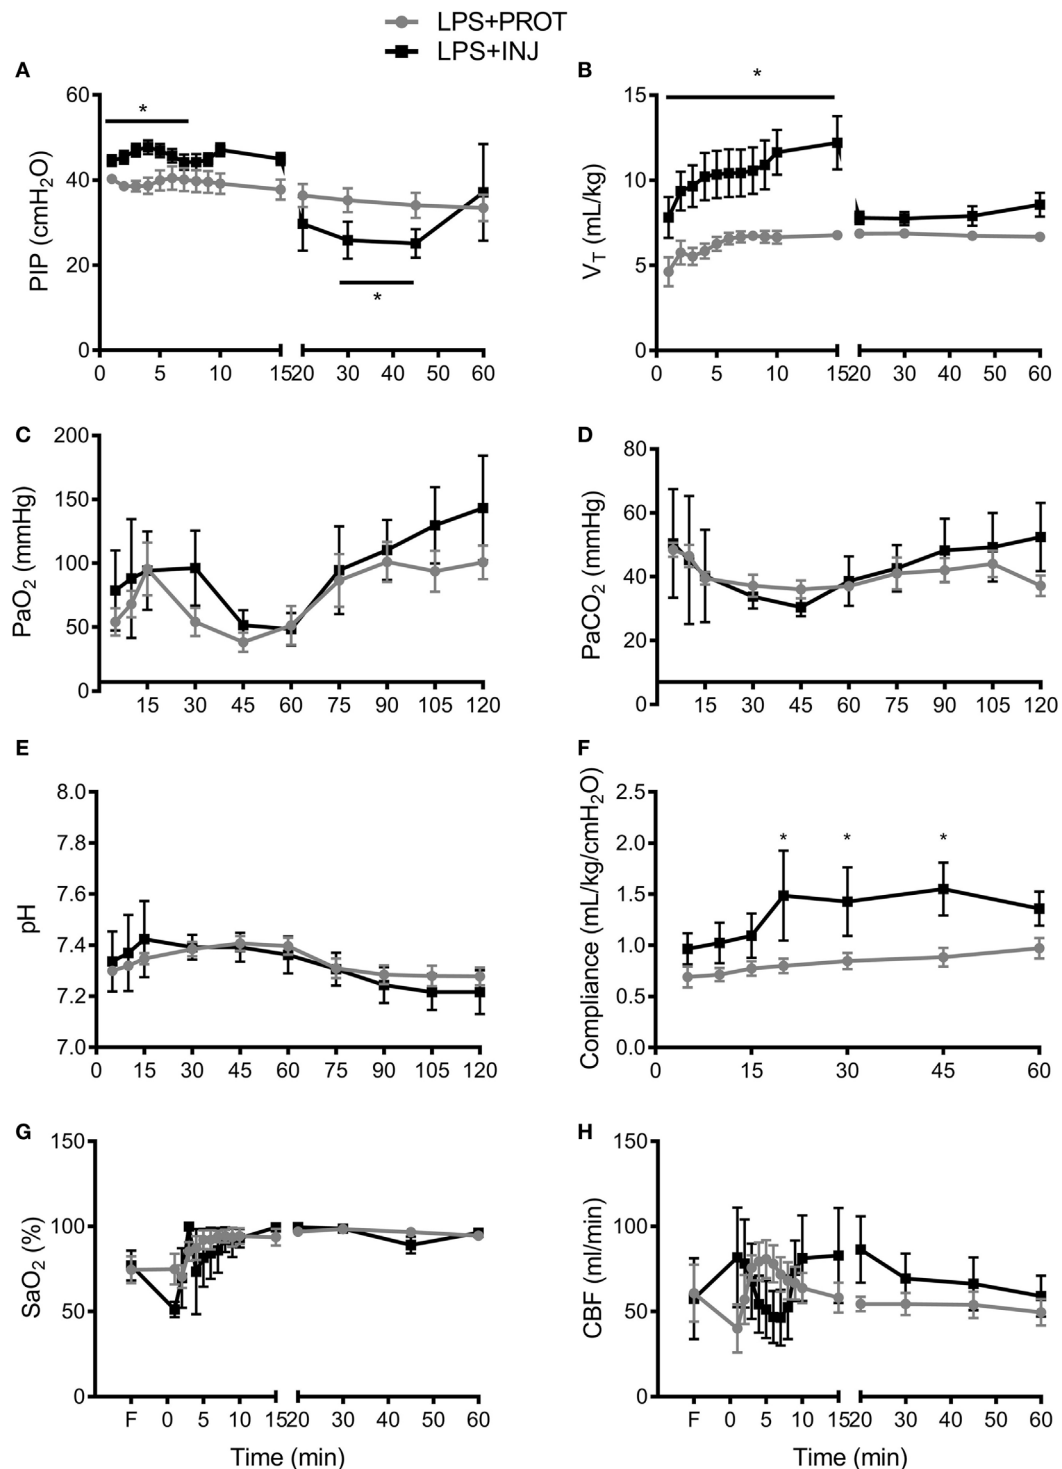 LPS+PROT
LPS+INJ
A
*
*
PIP (cmH2O)
60
40
20
0
0 5 10 15 20 30 40 50 60
B
*
VT (mL/kg)
15
10
5
0
0 5 10 15 20 30 40 50 60
C
PaO2 (mmHg)
200
150
100
50
0
15 30 45 60 75 90 105 120
D
PaCO2 (mmHg)
80
60
40
20
0
15 30 45 60 75 90 105 120
E
pH
8.0
7.8
7.6
7.4
7.2
7.0
0 15 30 45 60 75 90 105 120
F
* * *
Compliance (mL/kg/cmH2O)
2.5
2.0
1.5
1.0
0.5
0.0
0 15 30 45 60
G
SaO2 (%)
150
100
50
0
F 0 5 10 15 20 30 40 50 60
Time (min)
H
CBF (ml/min)
150
100
50
0
F 0 5 10 15 20 30 40 50 60
Time (min)